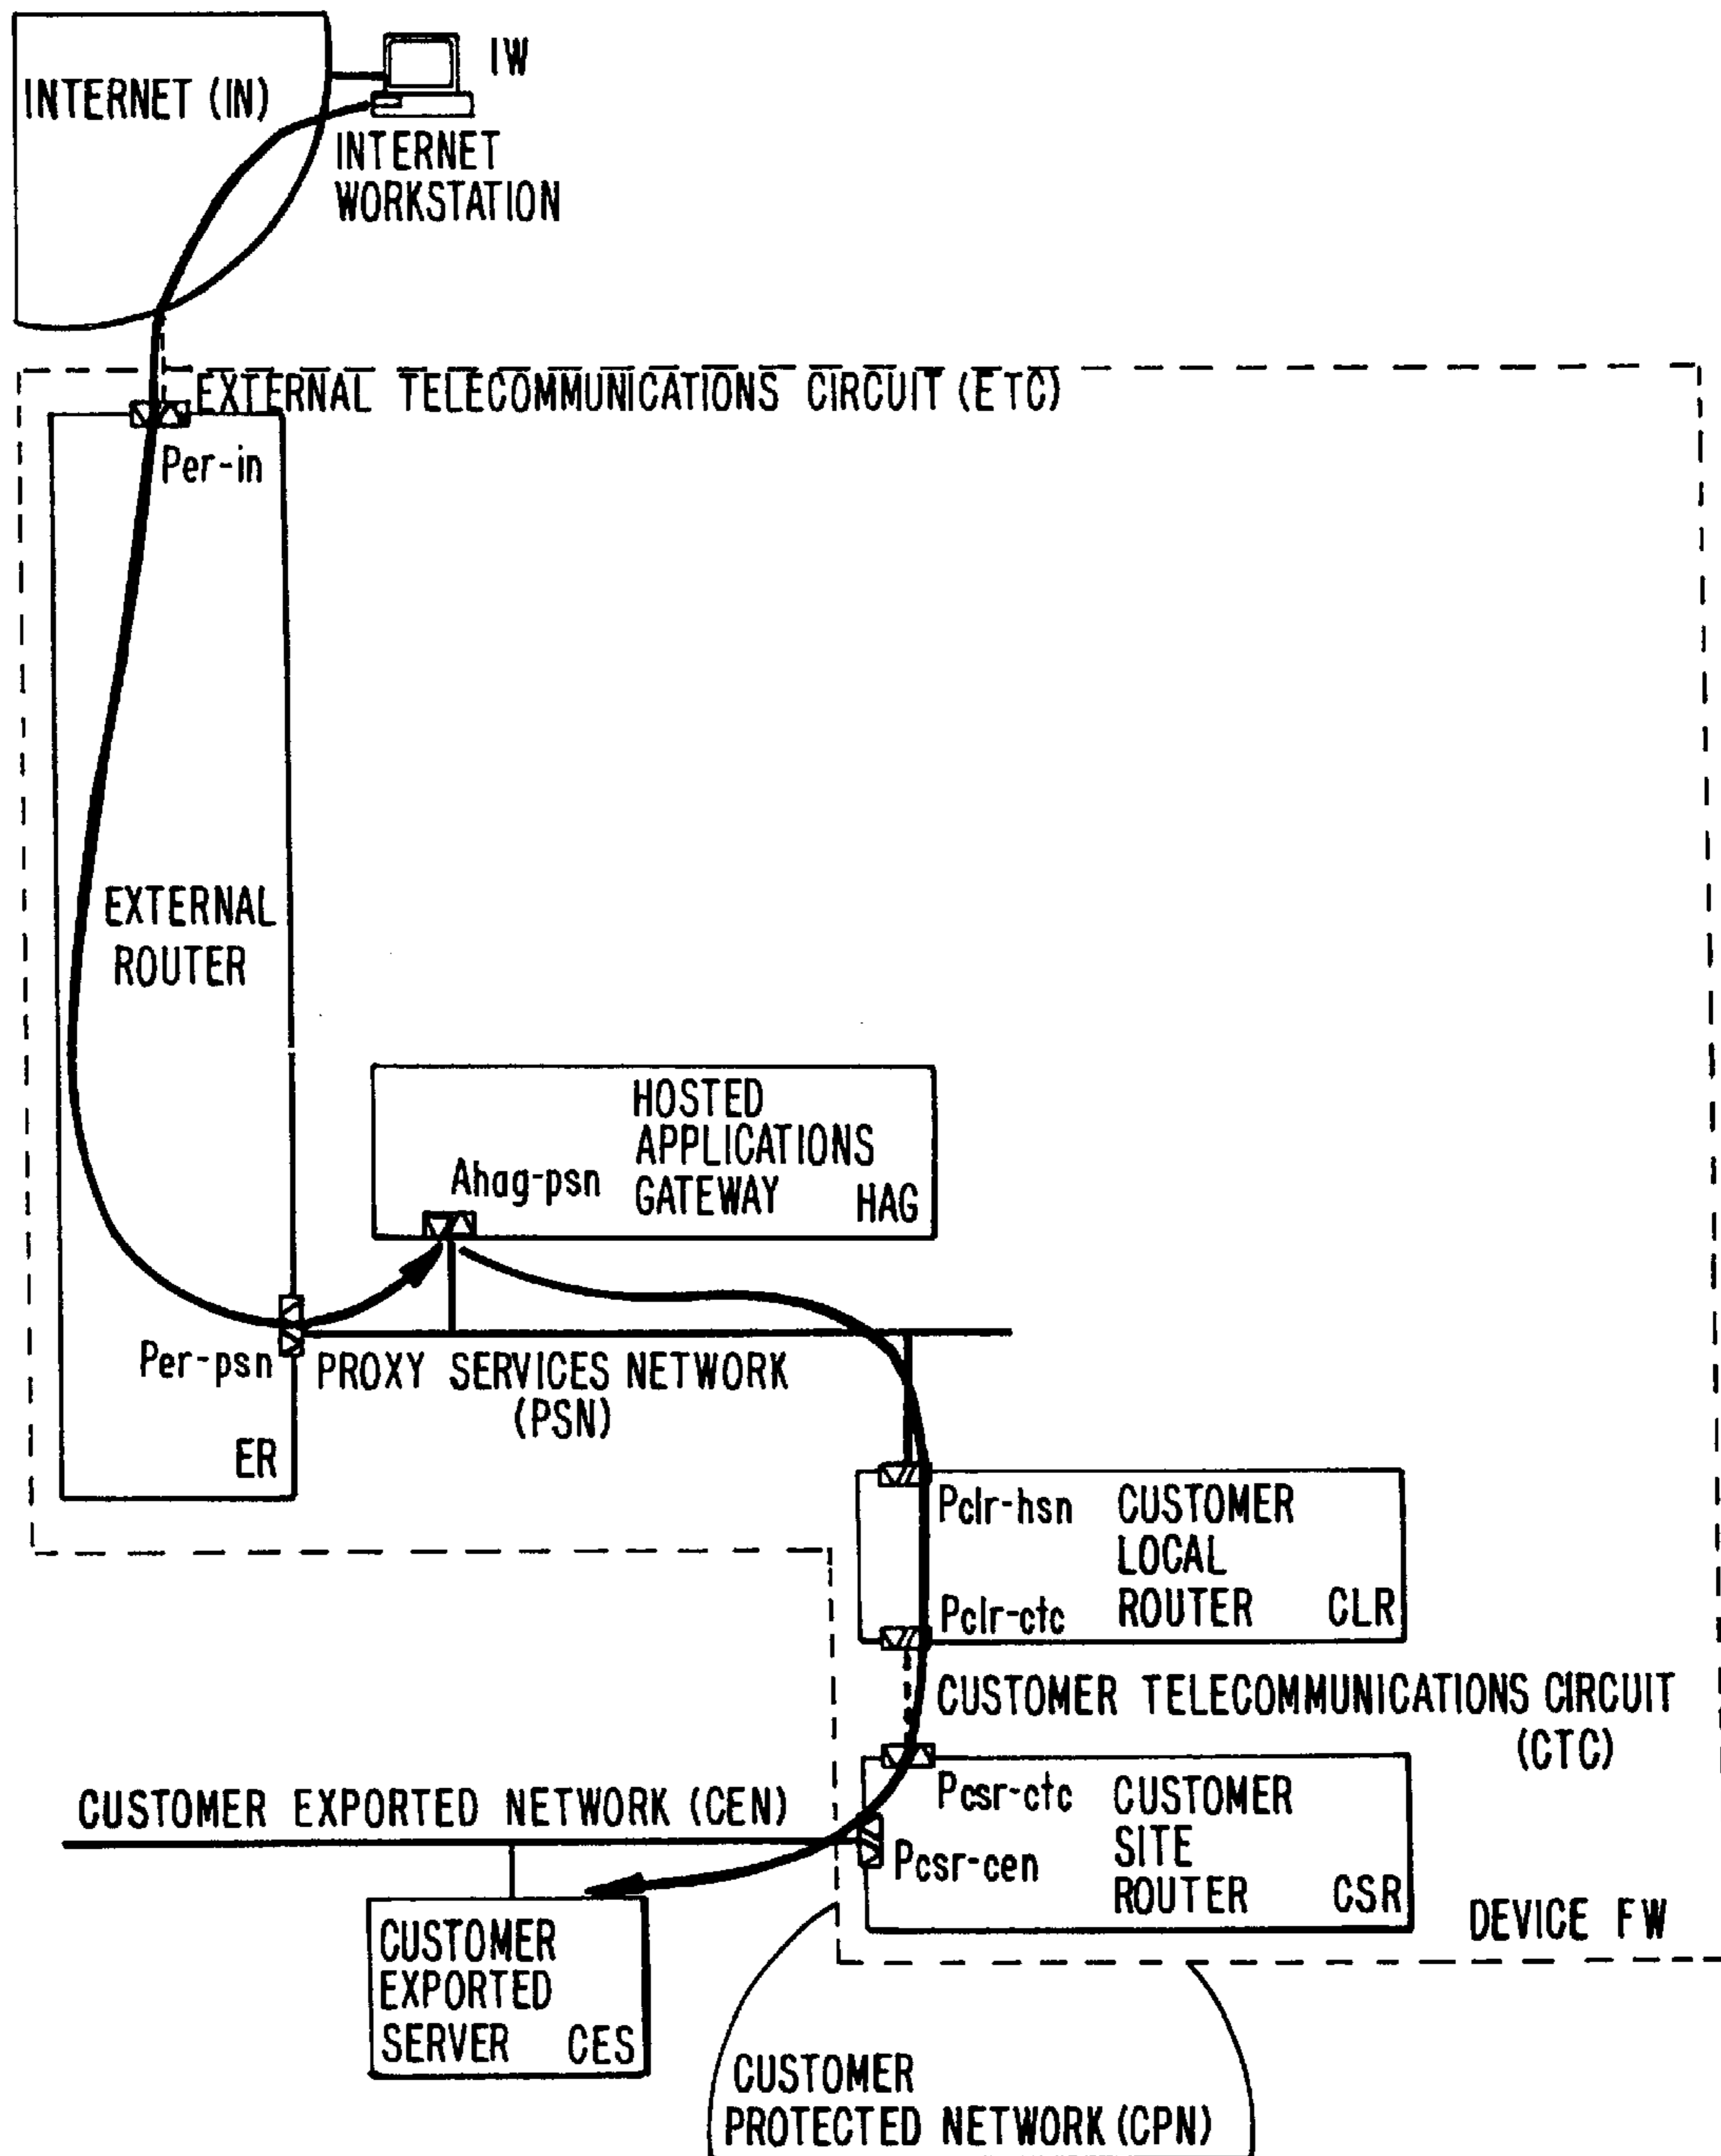 INTERNET (IN)
IW
INTERNET
WORKSTATION
EXTERNAL TELECOMMUNICATIONS CIRCUIT (ETC)
Per-in
EXTERNAL
ROUTER
HOSTED
APPLICATIONS
GATEWAY HAG
Ahag-psn
Per-psn
PROXY SERVICES NETWORK
(PSN)
ER
Pclr-hsn
CUSTOMER
LOCAL
ROUTER CLR
Pclr-ctc
CUSTOMER TELECOMMUNICATIONS CIRCUIT
(CTC)
CUSTOMER EXPORTED NETWORK (CEN)
Pcsr-ctc
CUSTOMER
SITE
ROUTER CSR
Pcsr-cen
DEVICE FW
CUSTOMER
EXPORTED
SERVER CES
CUSTOMER
PROTECTED NETWORK (CPN)